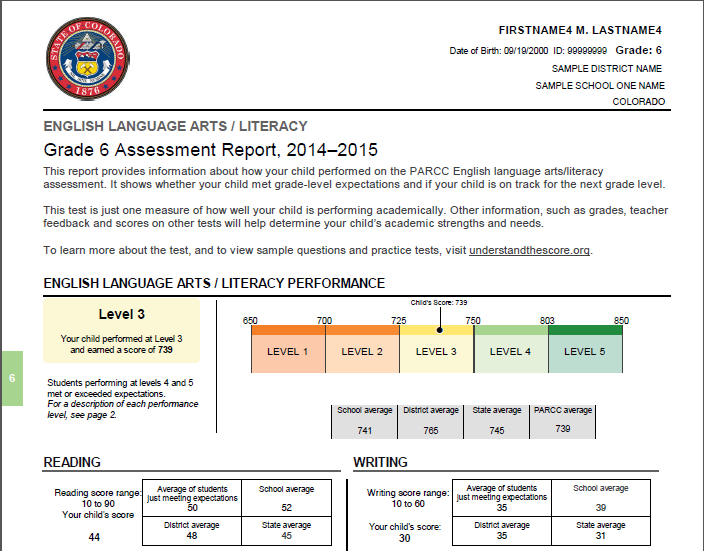 STATE OF COLORADO
1876
FIRSTNAME4 M. LASTNAME4
Date of Birth: 09/19/2000 ID: 99999999 Grade: 6
SAMPLE DISTRICT NAME
SAMPLE SCHOOL ONE NAME
COLORADO
ENGLISH LANGUAGE ARTS / LITERACY
Grade 6 Assessment Report, 2014–2015
This report provides information about how your child performed on the PARCC English language arts/literacy
assessment. It shows whether your child met grade-level expectations and if your child is on track for the next grade level.
This test is just one measure of how well your child is performing academically. Other information, such as grades, teacher
feedback and scores on other tests will help determine your child's academic strengths and needs.
To learn more about the test, and to view sample questions and practice tests, visit understandthescore.org.
ENGLISH LANGUAGE ARTS / LITERACY PERFORMANCE
Level 3
Your child performed at Level 3
and earned a score of 739
Students performing at levels 4 and 5
met or exceeded expectations.
For a description of each performance
level, see page 2.
6
Child's Score: 739
650 700 725 750 803 850
LEVEL 1 LEVEL 2 LEVEL 3 LEVEL 4 LEVEL 5
School average District average State average PARCC average
741 765 745 739
READING
Reading score range:
10 to 90
Your child's score
44
Average of students
just meeting expectations
50
School average
52
District average
48
State average
45
WRITING
Writing score range:
10 to 60
Your child's score:
30
Average of students
just meeting expectations
35
School average
39
District average
35
State average
31